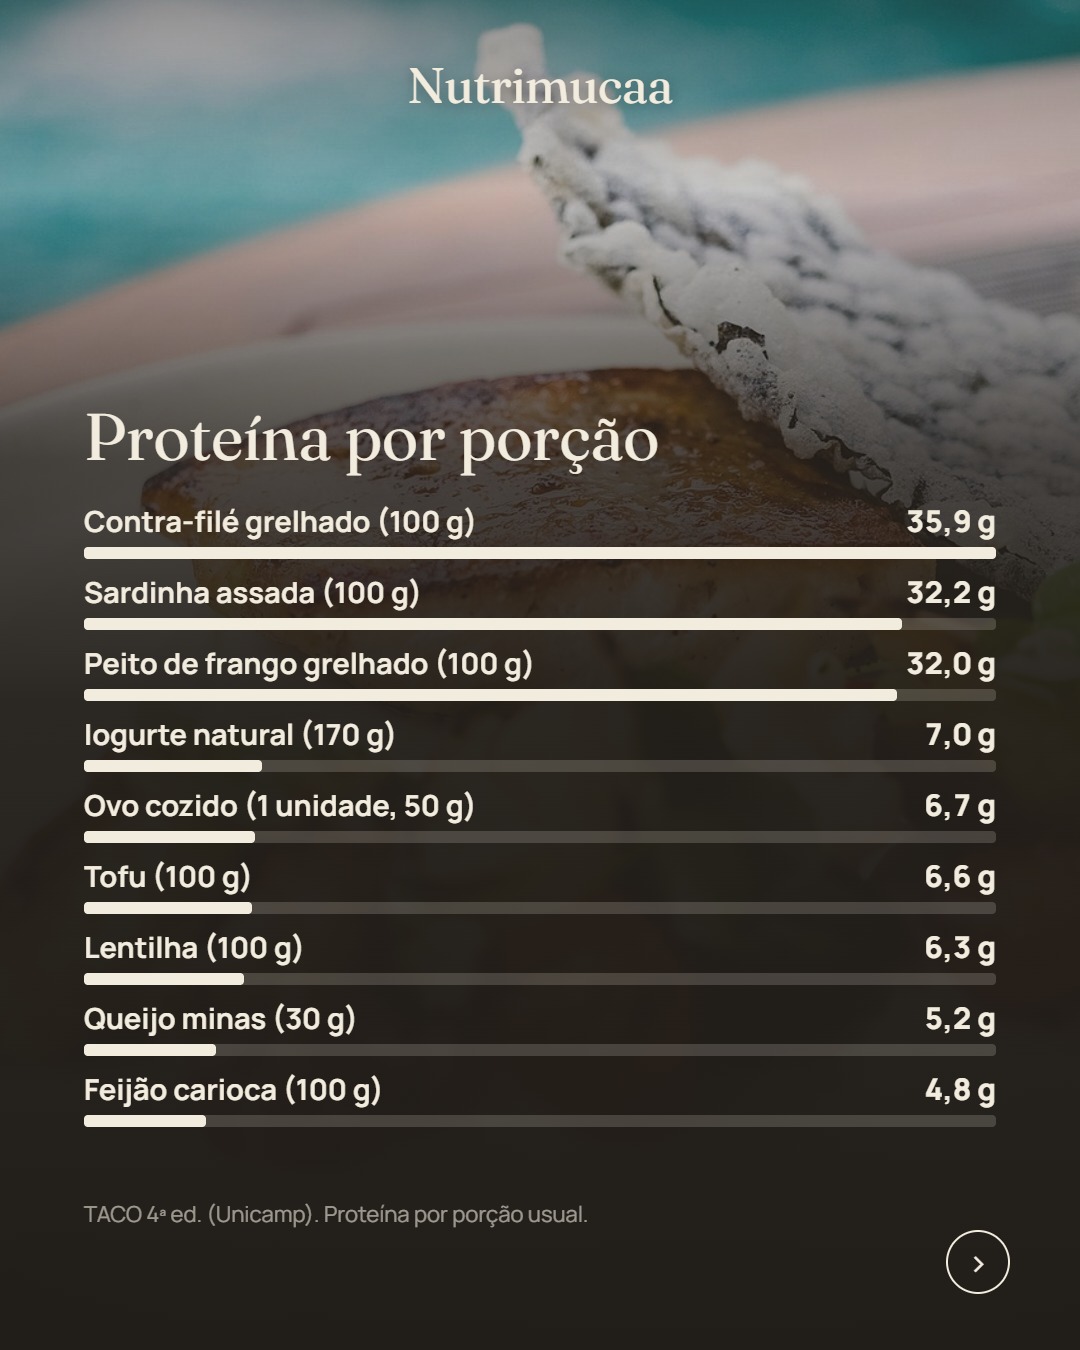 Nutrimucaa
Proteína por porção
Contra-filé grelhado (100 g) 35,9 g
Sardinha assada (100 g) 32,2 g
Peito de frango grelhado (100 g) 32,0 g
Iogurte natural (170 g) 7,0 g
Ovo cozido (1 unidade, 50 g) 6,7 g
Tofu (100 g) 6,6 g
Lentilha (100 g) 6,3 g
Queijo minas (30 g) 5,2 g
Feijão carioca (100 g) 4,8 g
TACO 4ª ed. (Unicamp). Proteína por porção usual.